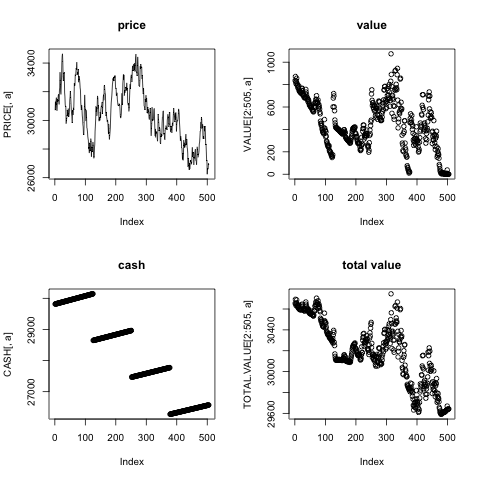 price
PRICE[, a]
26000 30000 34000
0 100 200 300 400 500
Index
value
VALUE[2:505, a]
0 200 600 1000
0 100 200 300 400 500
Index
cash
CASH[, a]
27000 29000
0 100 200 300 400 500
Index
total value
TOTAL.VALUE[2:505, a]
29600 30000 30400
0 100 200 300 400 500
Index